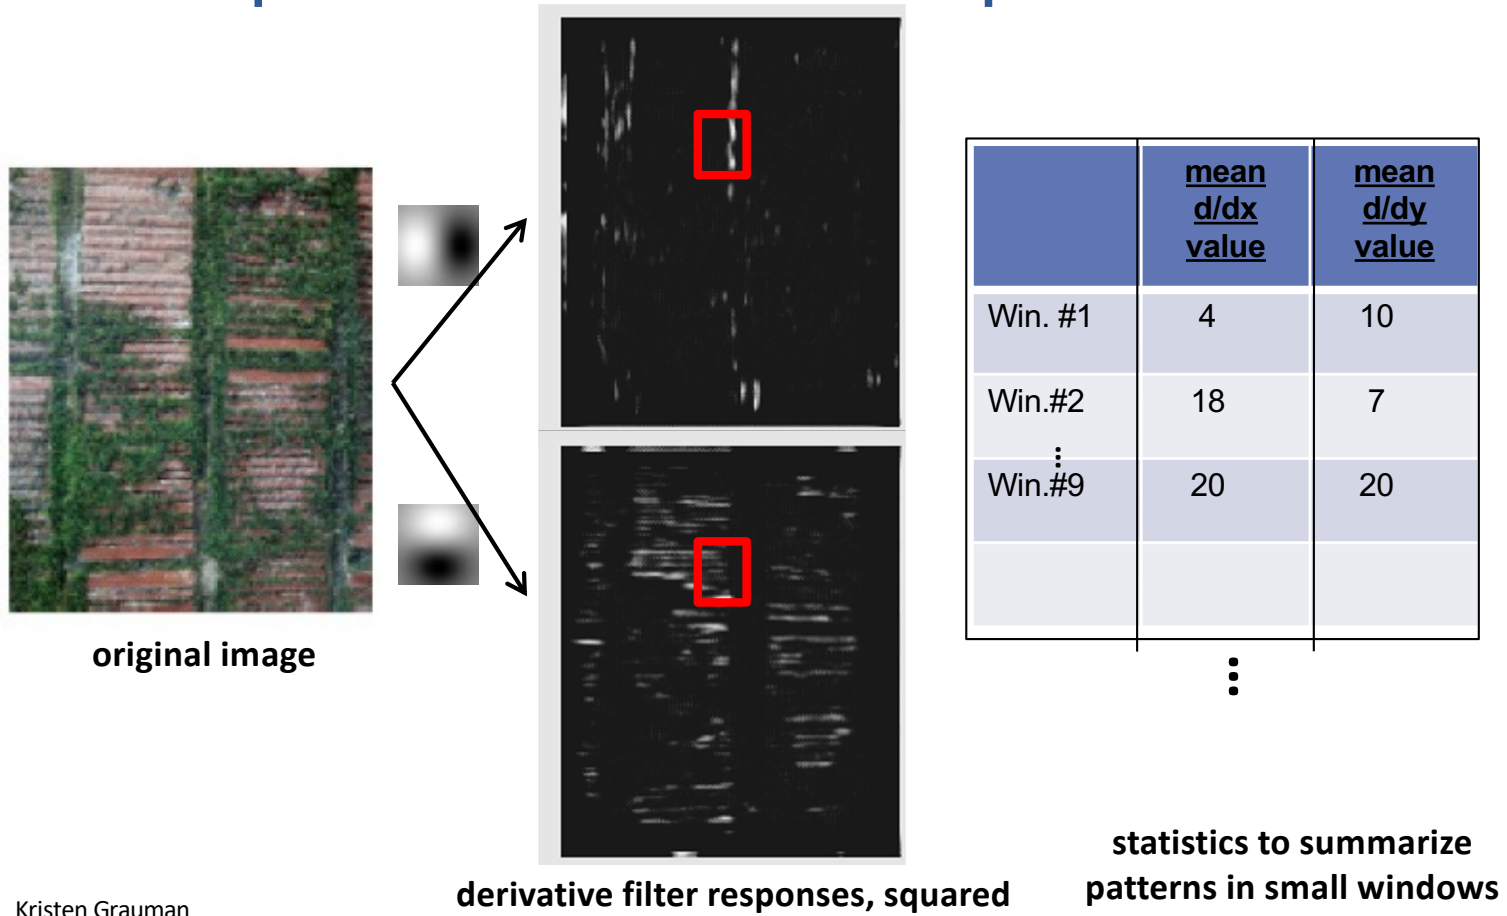 original image
mean
d/dx
value
mean
d/dy
value
Win. #1 4 10
Win.#2 18 7
⋮
Win.#9 20 20
⋮
derivative filter responses, squared
statistics to summarize
patterns in small windows
Kristen Grauman